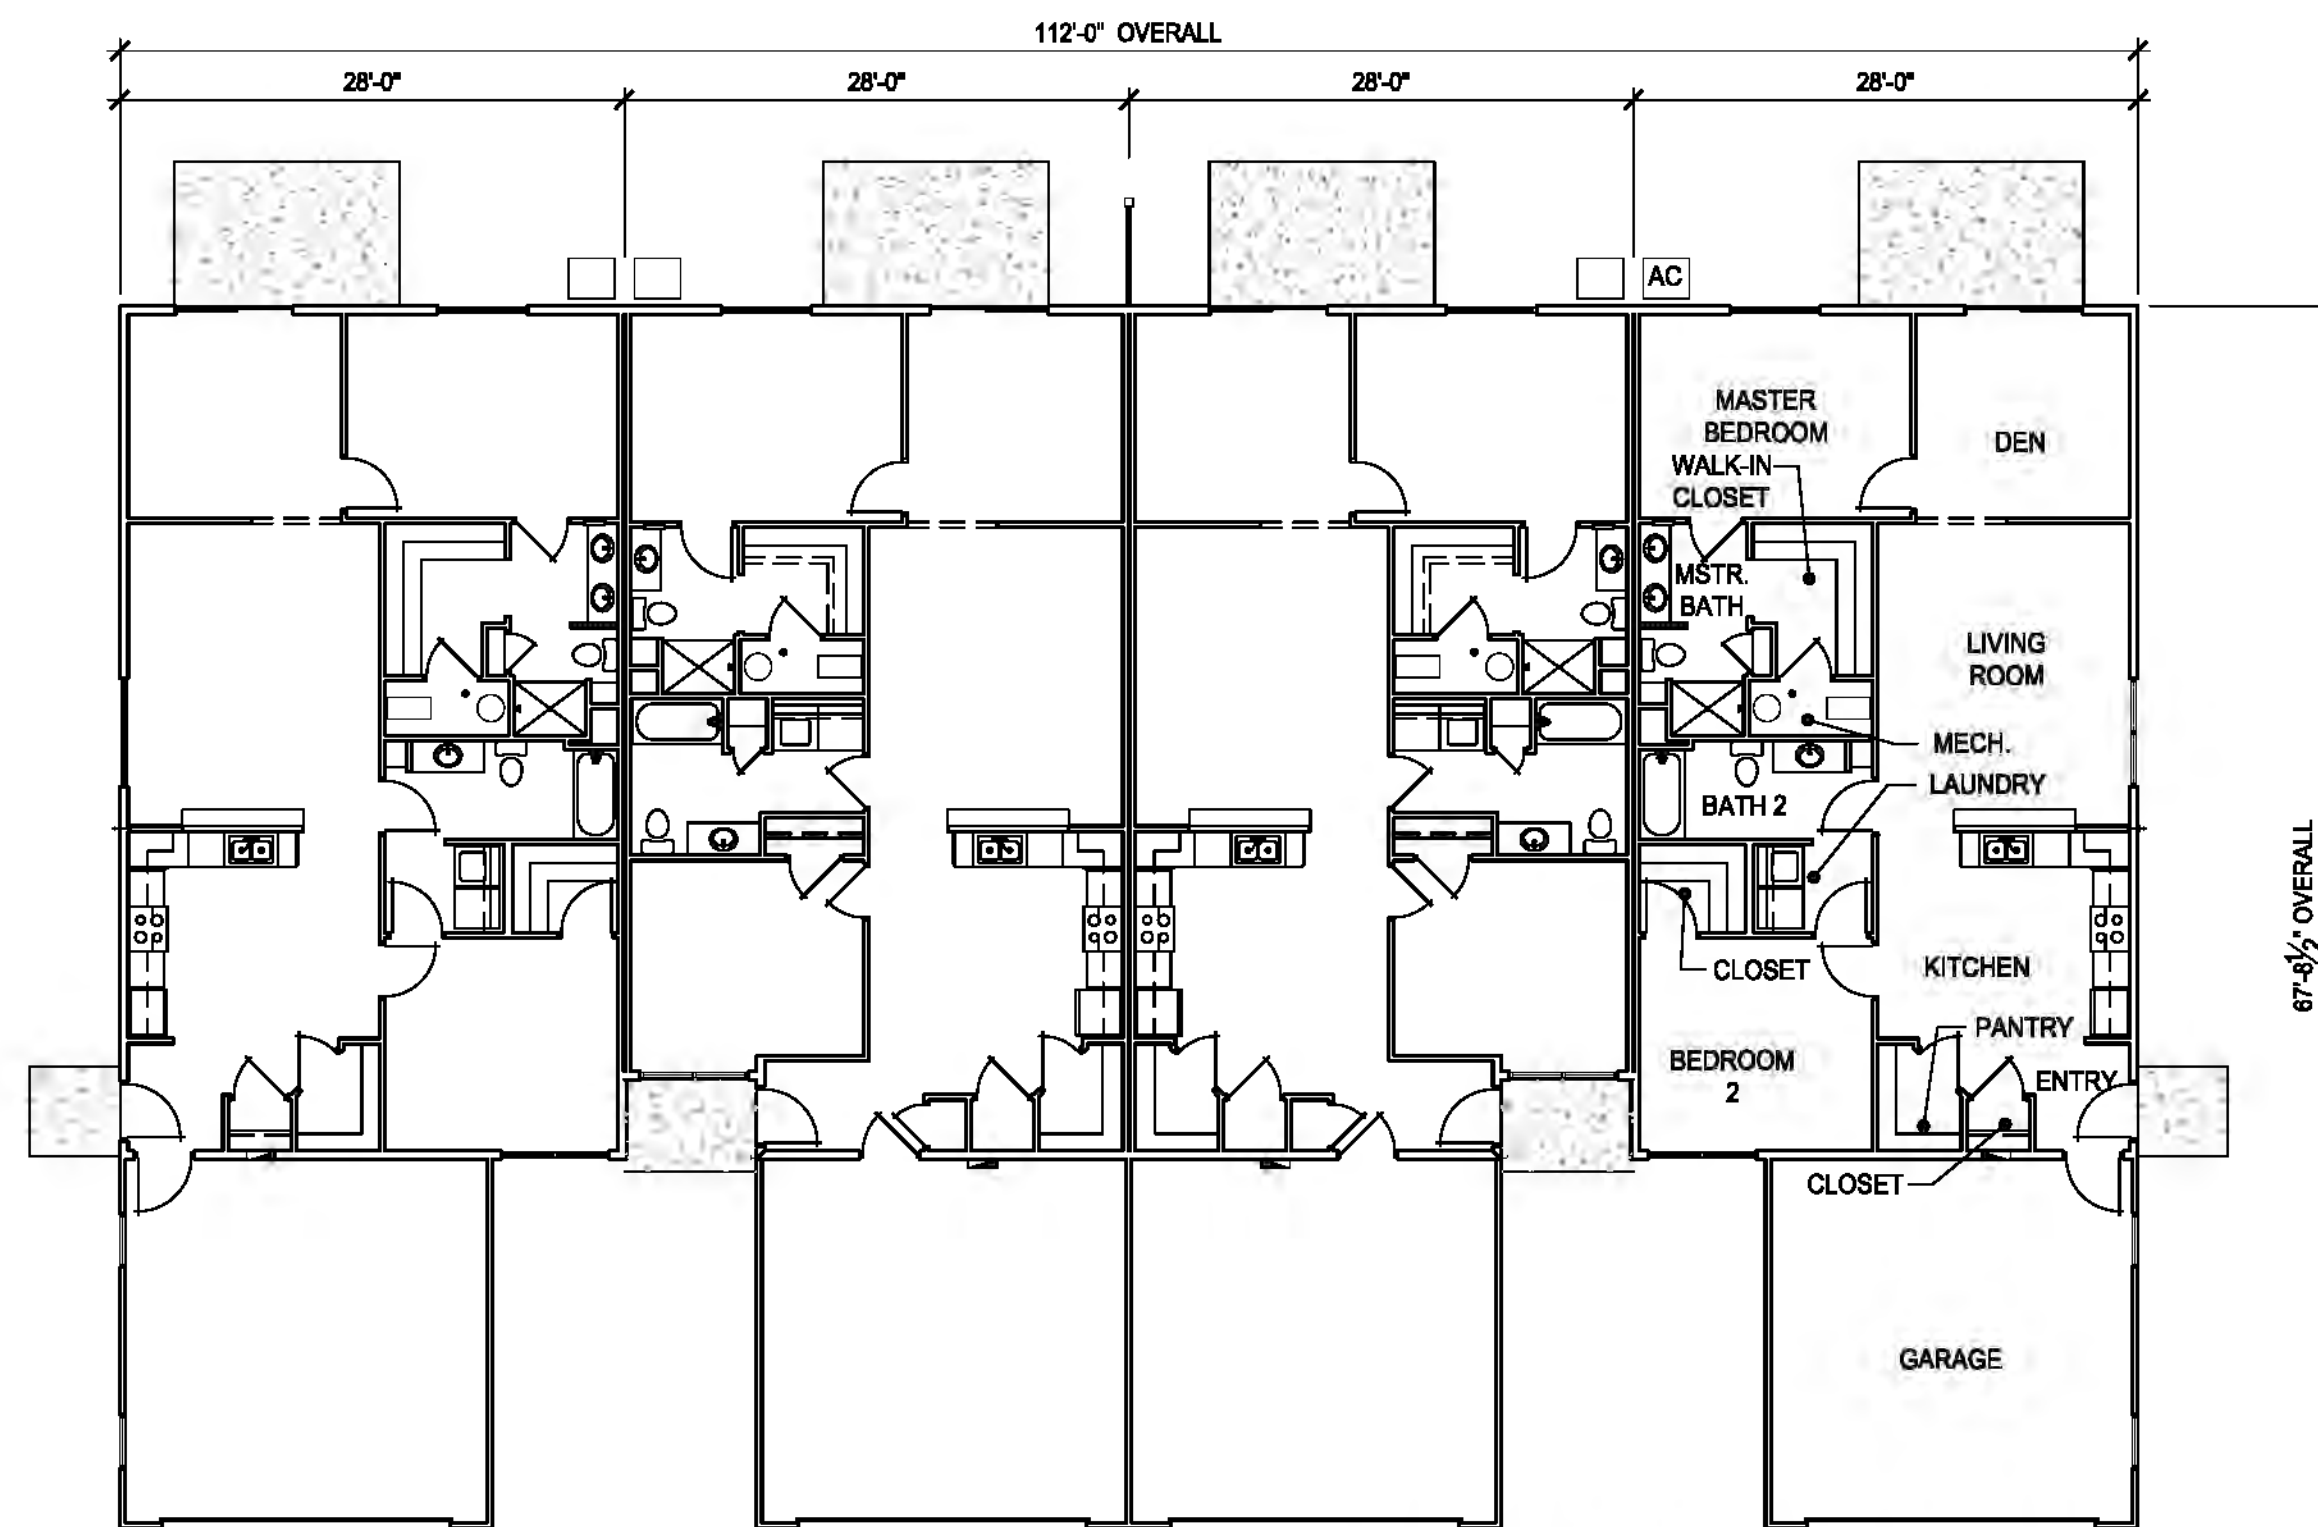 112'-0" OVERALL
28'-0"
28'-0"
28'-0"
28'-0"
AC
MASTER
BEDROOM
DEN
WALK-IN
CLOSET
MSTR.
BATH
LIVING
ROOM
MECH.
LAUNDRY
BATH 2
67'-8½" OVERALL
CLOSET
KITCHEN
PANTRY
BEDROOM
2
ENTRY
CLOSET
GARAGE